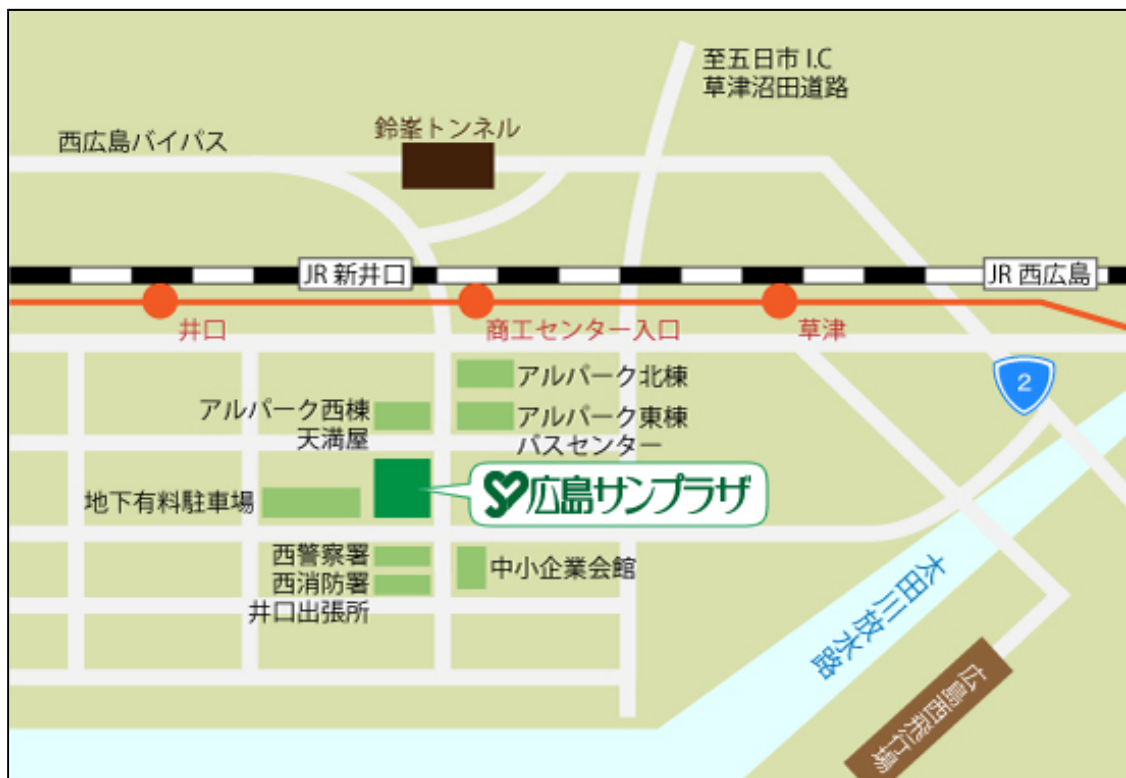 至五日市 I.C
草津沼田道路
鈴峯トンネル
西広島バイパス
JR 新井口
JR 西広島
井口
商工センター入口
草津
アルパーク北棟
2
アルパーク西棟
天満屋
アルパーク東棟
バスセンター
地下有料駐車場
広島サンプラザ
西警察署
西消防署
井口出張所
中小企業会館
太田川放水路
広島西飛行場